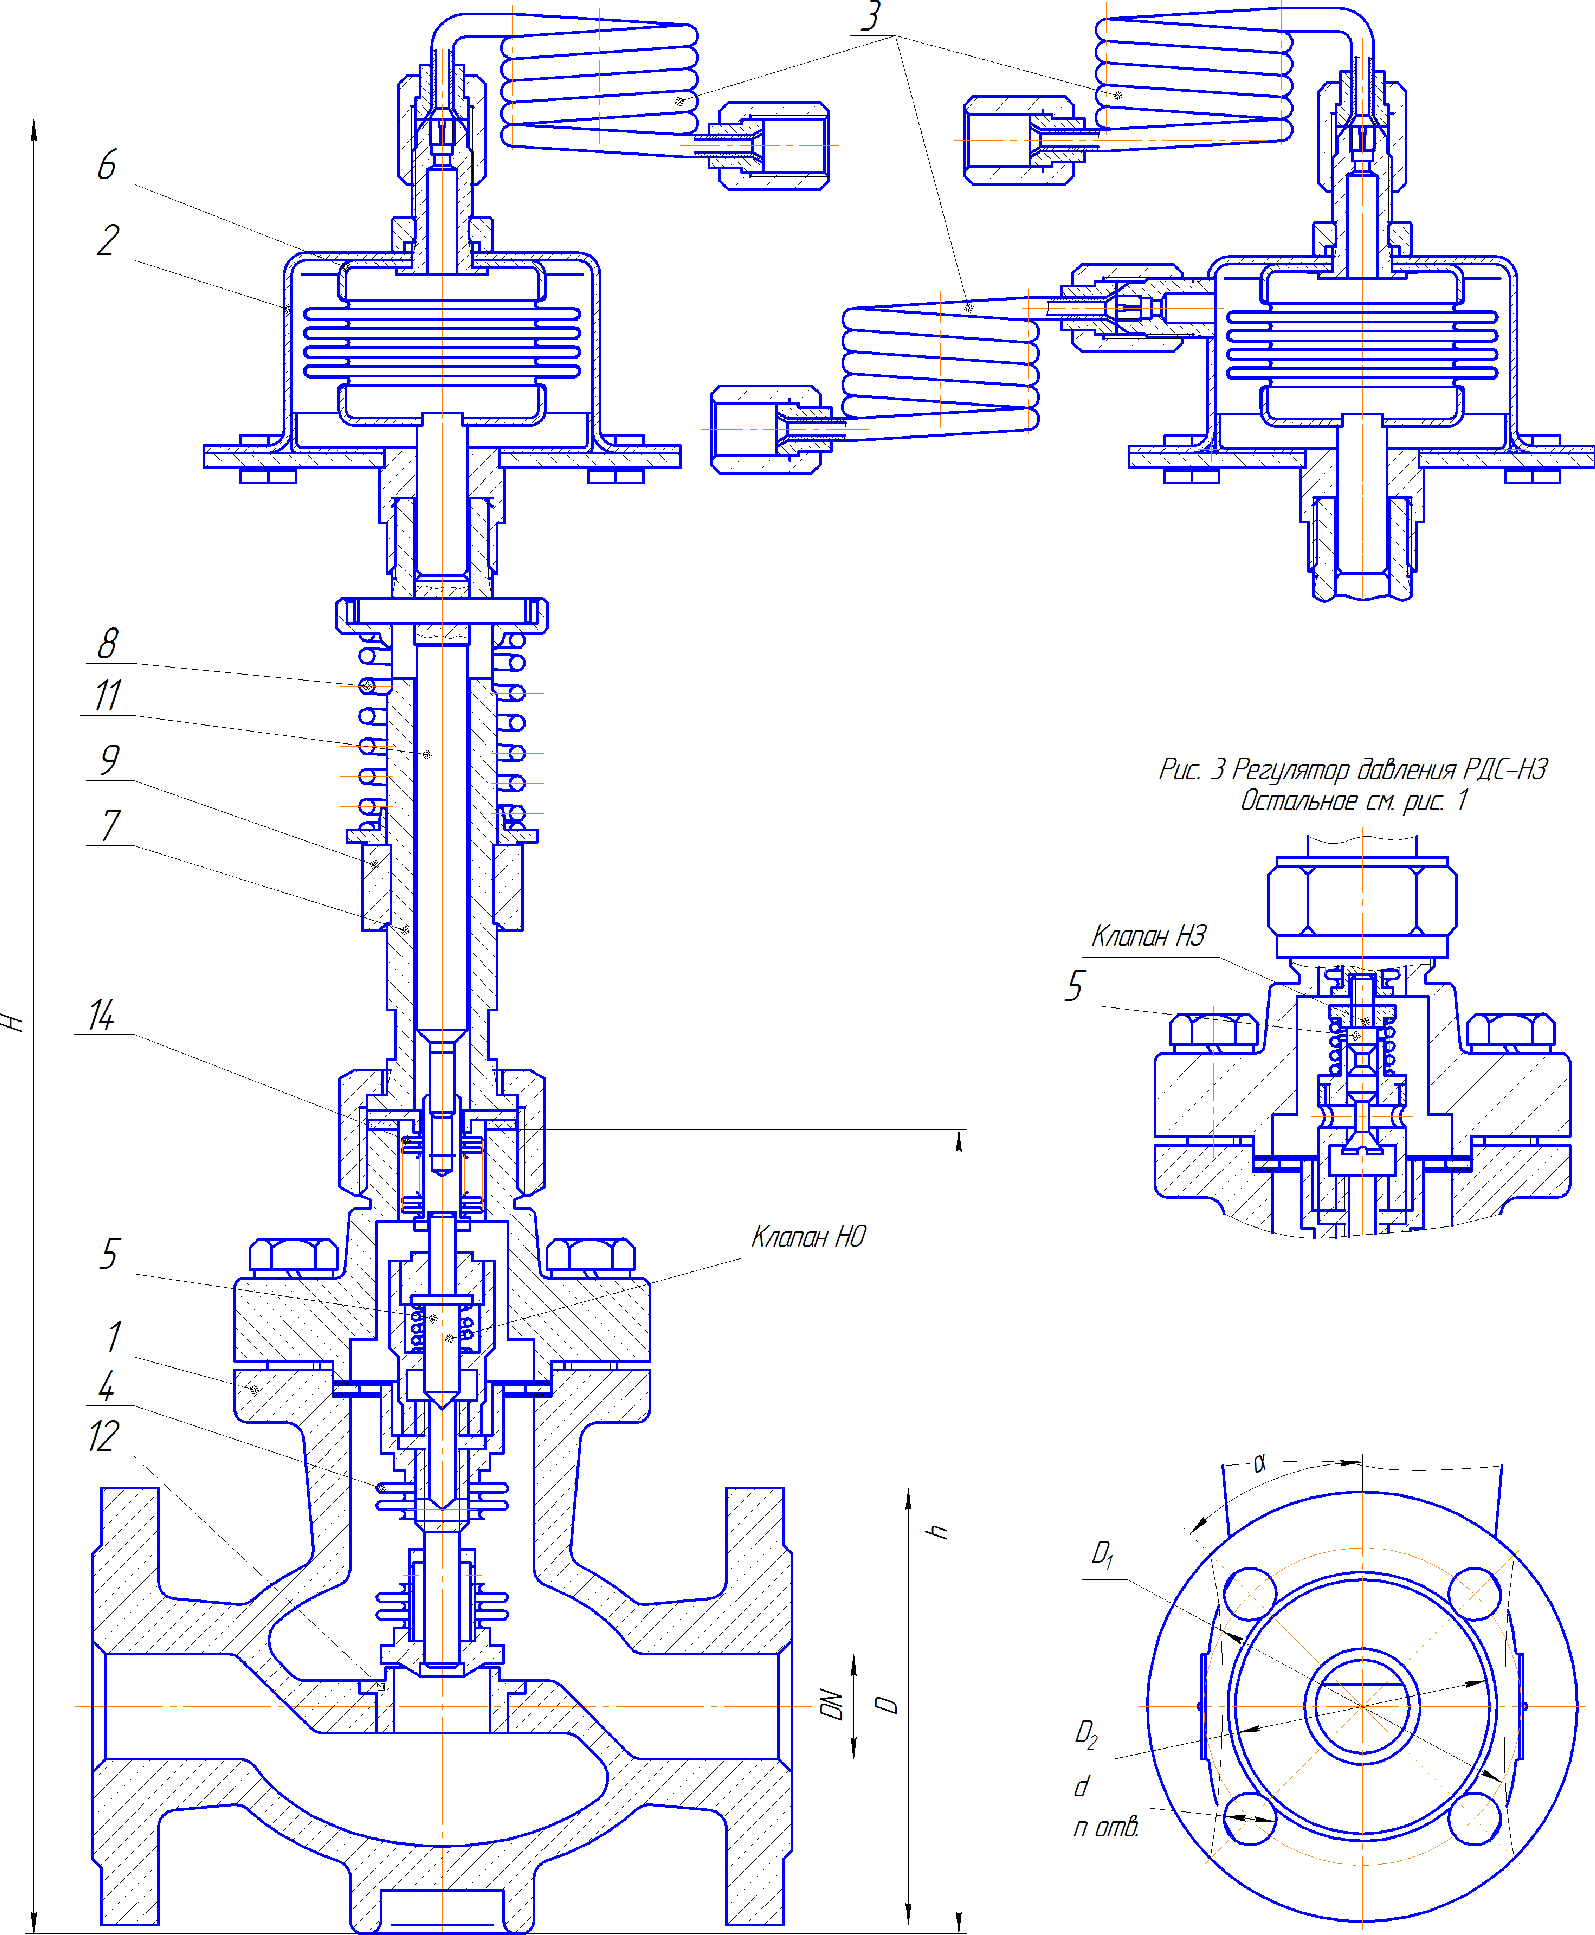 3
6
2
8
11
9
7
Рис. 3 Регулятор давления РДС-НЗ
Остальное см. рис. 1
Клапан НЗ
5
14
H
Клапан НО
5
1
4
12
h
DN
D
α
D₁
D₂
d
n отв.